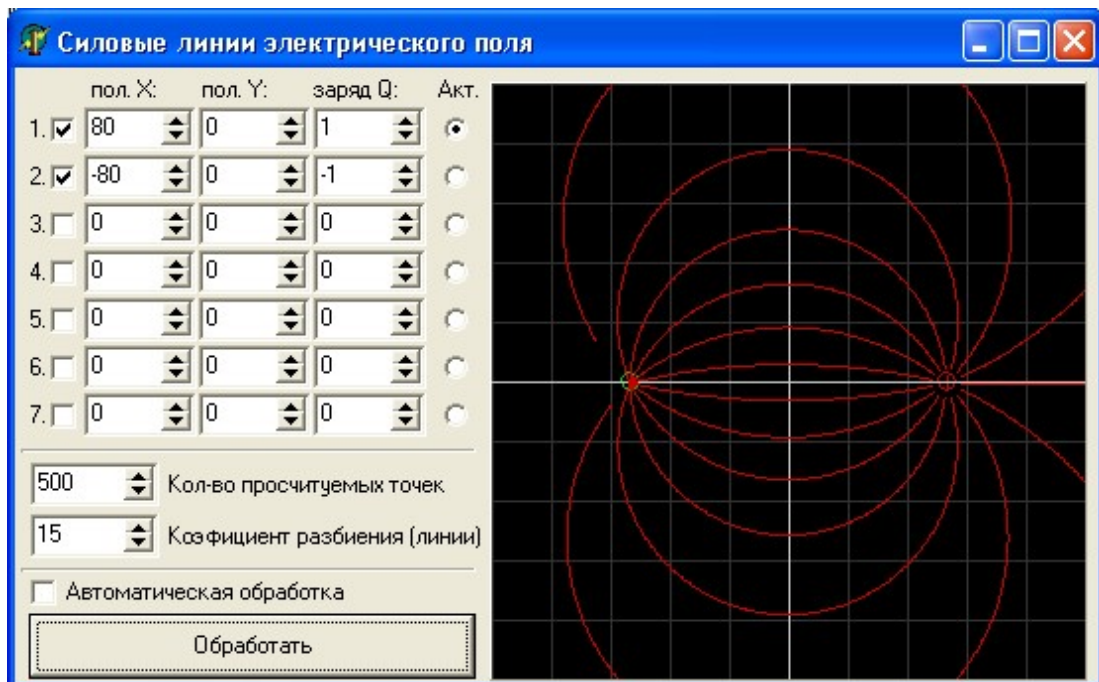 Силовые линии электрического поля
пол. X: пол. Y: заряд Q: Акт.
1. 80 0 1
2. -80 0 -1
3. 0 0 0
4. 0 0 0
5. 0 0 0
6. 0 0 0
7. 0 0 0
500 Кол-во просчитуемых точек
15 Коэфициент разбиения (линии)
Автоматическая обработка
Обработать